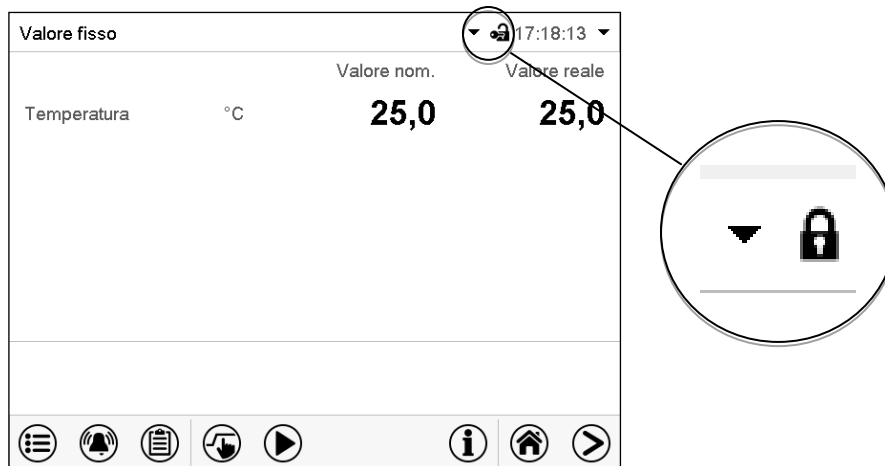 Valore fisso 17:18:13
Valore nom. Valore reale
Temperatura °C 25,0 25,0